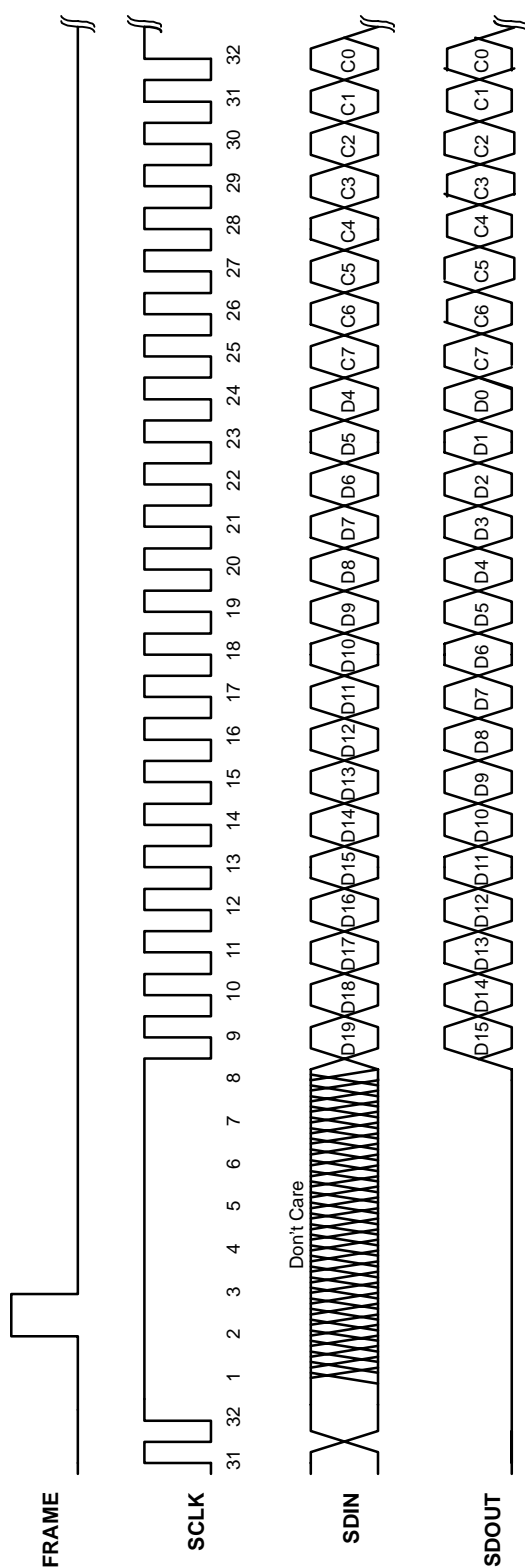 FRAME
SCLK
31 32 1 2 3 4 5 6 7 8 9 10 11 12 13 14 15 16 17 18 19 20 21 22 23 24 25 26 27 28 29 30 31 32
SDIN
Don't Care
D19 D18 D17 D16 D15 D14 D13 D12 D11 D10 D9 D8 D7 D6 D5 D4 C7 C6 C5 C4 C3 C2 C1 C0
SDOUT
D15 D14 D13 D12 D11 D10 D9 D8 D7 D6 D5 D4 D3 D2 D1 D0 C7 C6 C5 C4 C3 C2 C1 C0